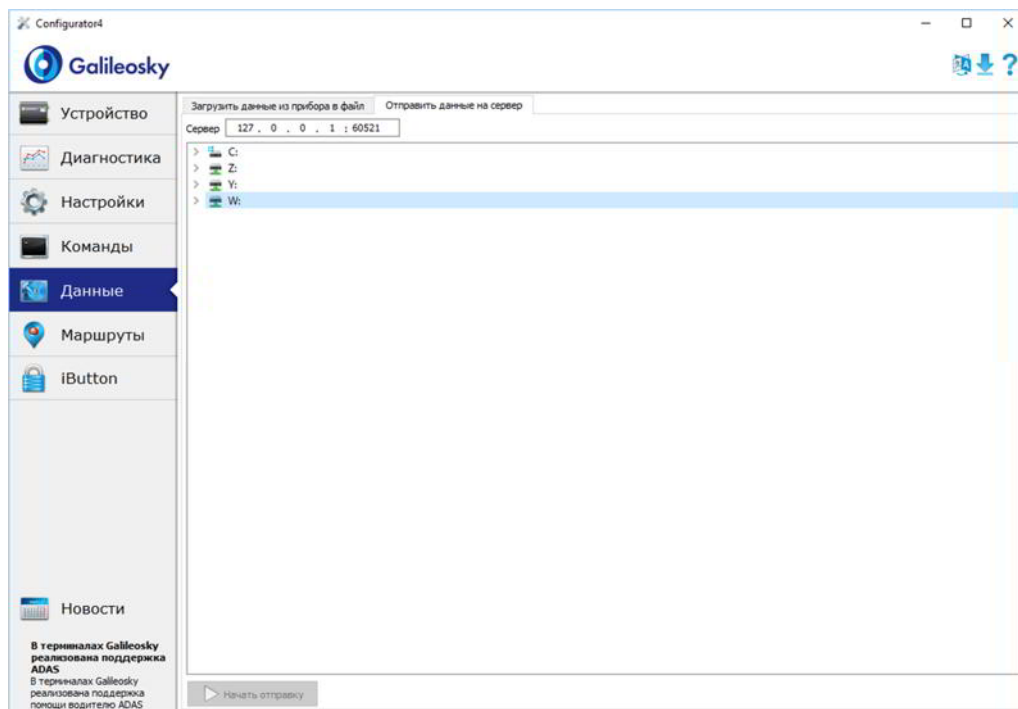 Configurator4
Galileosky
Устройство
Диагностика
Настройки
Команды
Данные
Маршруты
iButton
Новости
В терминалах Galileosky
реализована поддержка
ADAS
В терминалах Galileosky
реализована поддержка
помощи водителю ADAS
Загрузить данные из прибора в файл
Отправить данные на сервер
Сервер 127 . 0 . 0 . 1 : 60521
C:
Z:
Y:
W:
Начать отправку